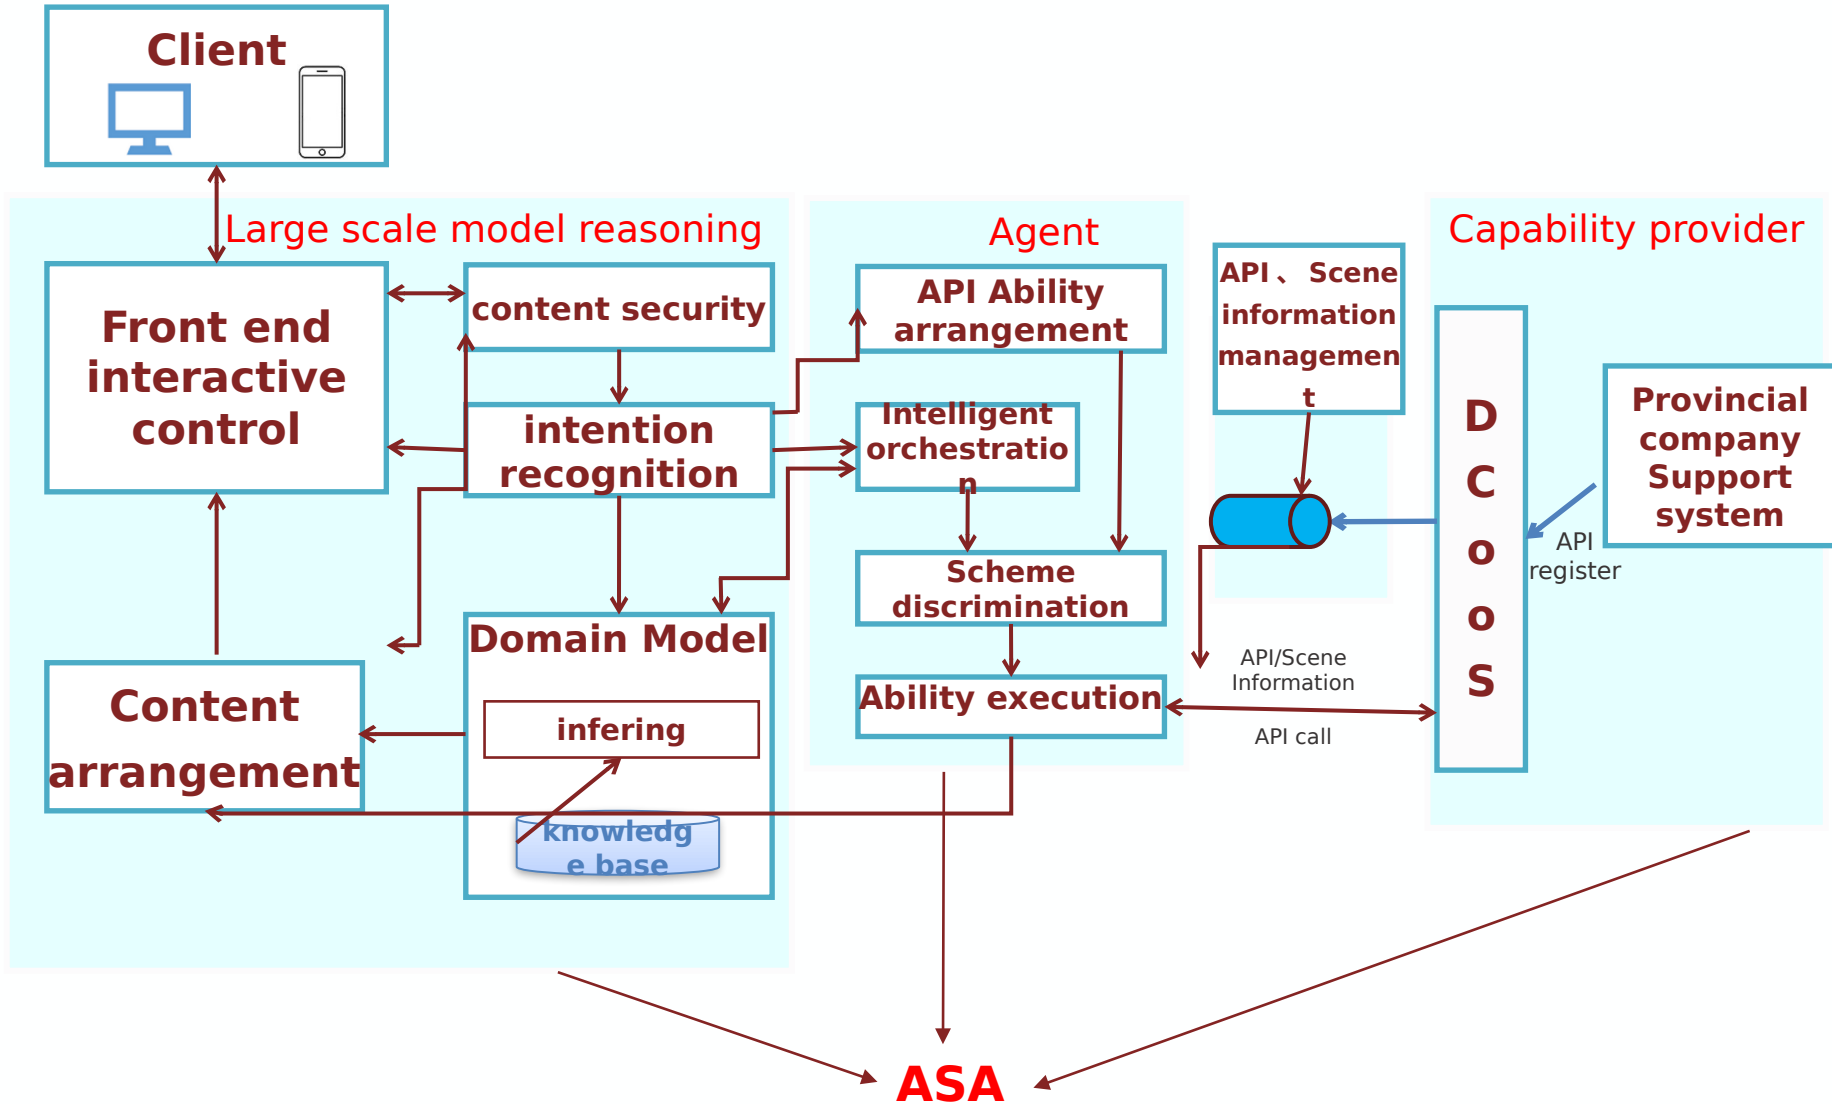 Client
Large scale model reasoning
Front end
interactive
control
content security
intention
recognition
Domain Model
infering
knowledg
e base
Content
arrangement
Agent
API Ability
arrangement
Intelligent
orchestratio
n
Scheme
discrimination
Ability execution
API、Scene
information
managemen
t
API/Scene
Information
API call
Capability provider
D
C
o
o
S
Provincial
company
Support
system
API
register
ASA